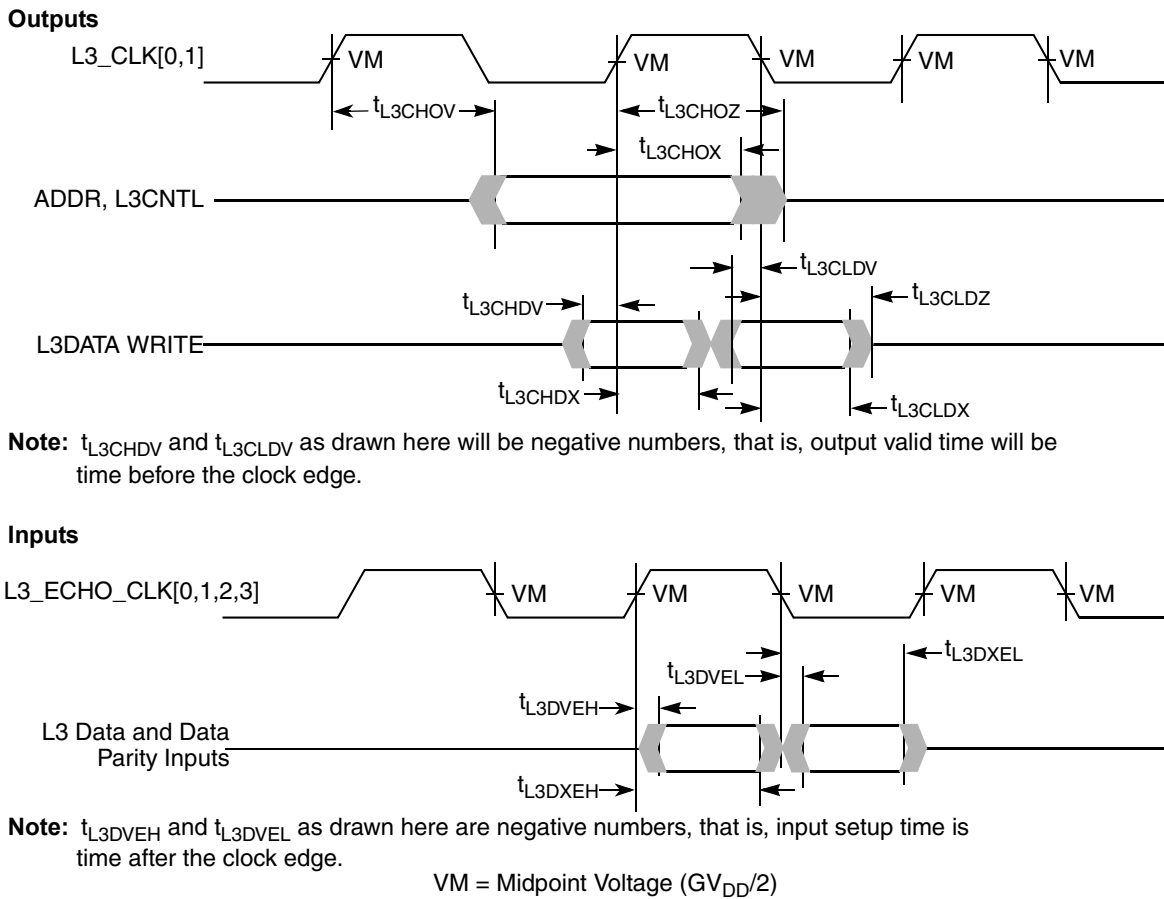 Outputs
L3_CLK[0,1]
VM
VM
VM
VM
VM
tL3CHOV
tL3CHOZ
tL3CHOX
ADDR, L3CNTL
tL3CLDV
tL3CHDV
tL3CLDZ
L3DATA WRITE
tL3CHDX
tL3CLDX
Note: tL3CHDV and tL3CLDV as drawn here will be negative numbers, that is, output valid time will be
time before the clock edge.
Inputs
L3_ECHO_CLK[0,1,2,3]
VM
VM
VM
VM
VM
tL3DXEL
tL3DVEL
tL3DVEH
L3 Data and Data
Parity Inputs
tL3DXEH
Note: tL3DVEH and tL3DVEL as drawn here are negative numbers, that is, input setup time is
time after the clock edge.
VM = Midpoint Voltage (GVDD/2)